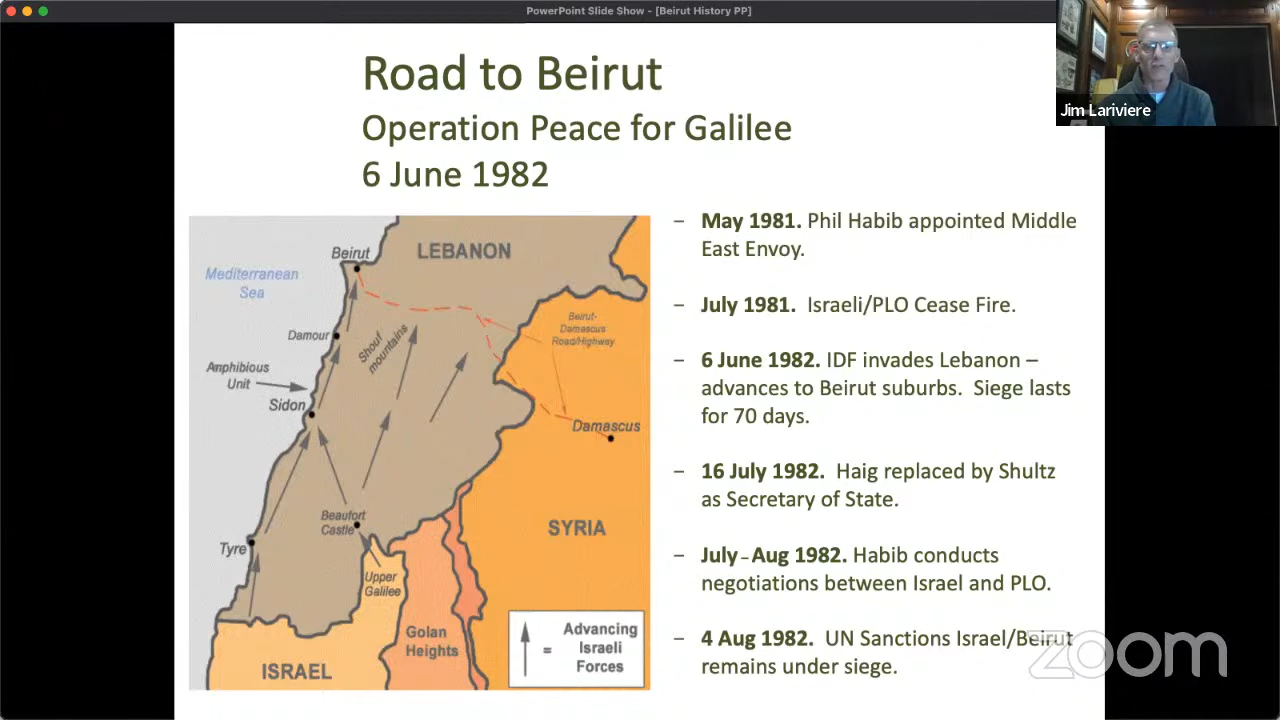 PowerPoint Slide Show - [Beirut History PP]
Jim Lariviere
Road to Beirut
Operation Peace for Galilee
6 June 1982
Beirut
LEBANON
Mediterranean
Sea
Damour
Shouf
mountains
Beirut-
Damascus
Road/Highway
Amphibious
Unit
Sidon
Damascus
Beaufort
Castle
SYRIA
Tyre
Upper
Galilee
Golan
Heights
ISRAEL
Advancing
= Israeli
Forces
– May 1981. Phil Habib appointed Middle
East Envoy.
– July 1981. Israeli/PLO Cease Fire.
– 6 June 1982. IDF invades Lebanon –
advances to Beirut suburbs. Siege lasts
for 70 days.
– 16 July 1982. Haig replaced by Shultz
as Secretary of State.
– July – Aug 1982. Habib conducts
negotiations between Israel and PLO.
– 4 Aug 1982. UN Sanctions Israel/Beirut
remains under siege.
zoom